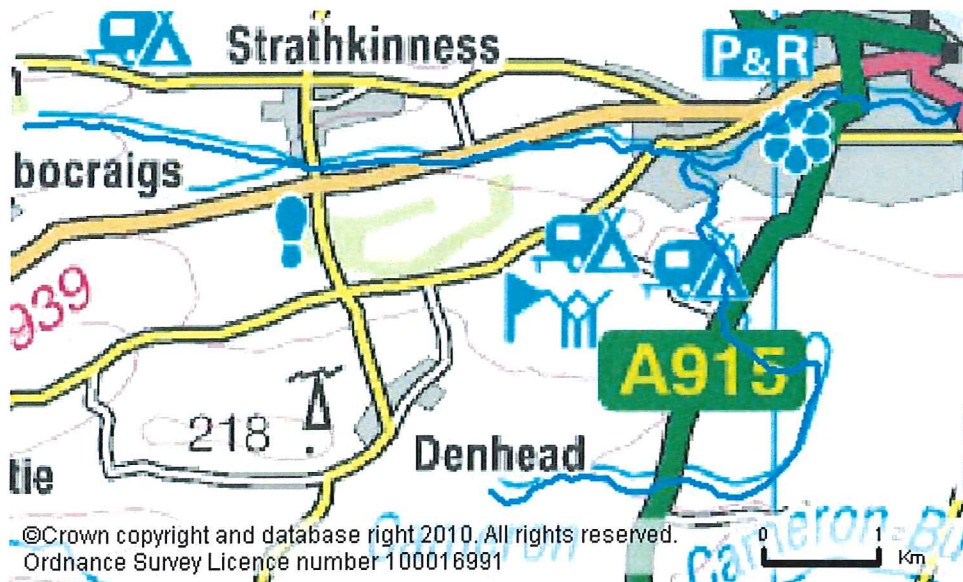 Strathkinness
P&R
bocraigs
939
A915
218
Denhead
tie
Cameron
©Crown copyright and database right 2010. All rights reserved.
Ordnance Survey Licence number 100016991
0 1
Km